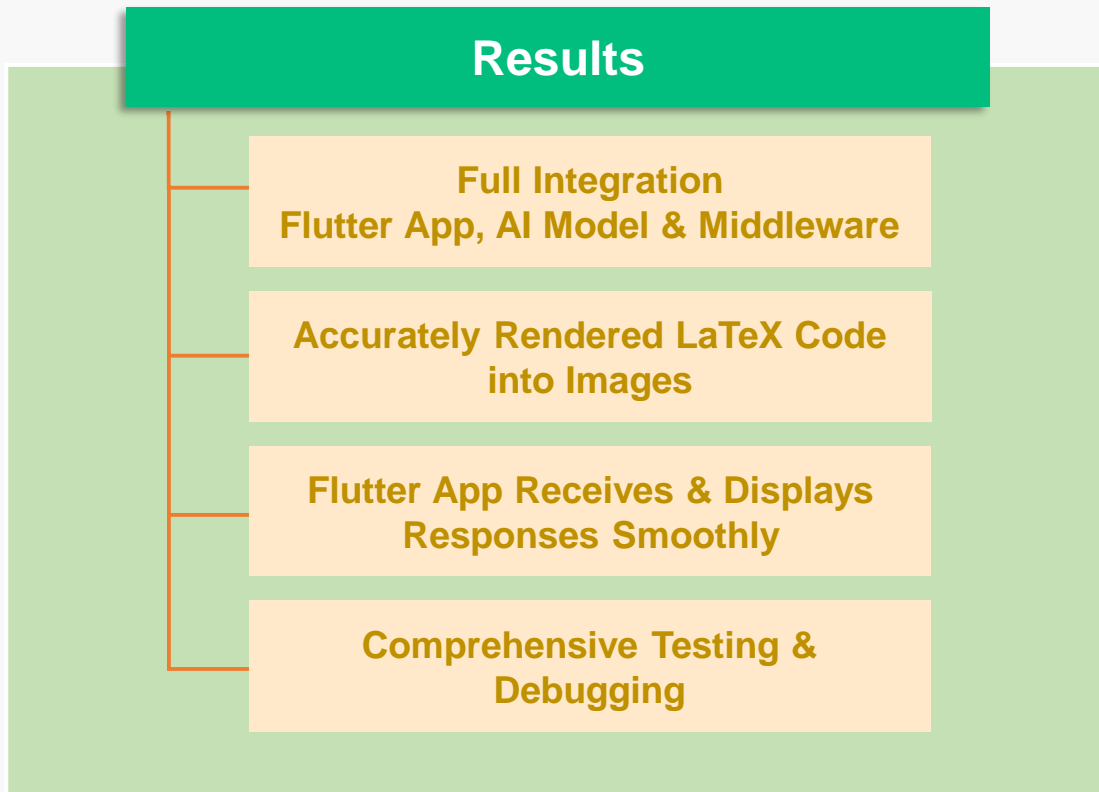 Results
Full Integration
Flutter App, AI Model & Middleware
Accurately Rendered LaTeX Code
into Images
Flutter App Receives & Displays
Responses Smoothly
Comprehensive Testing &
Debugging